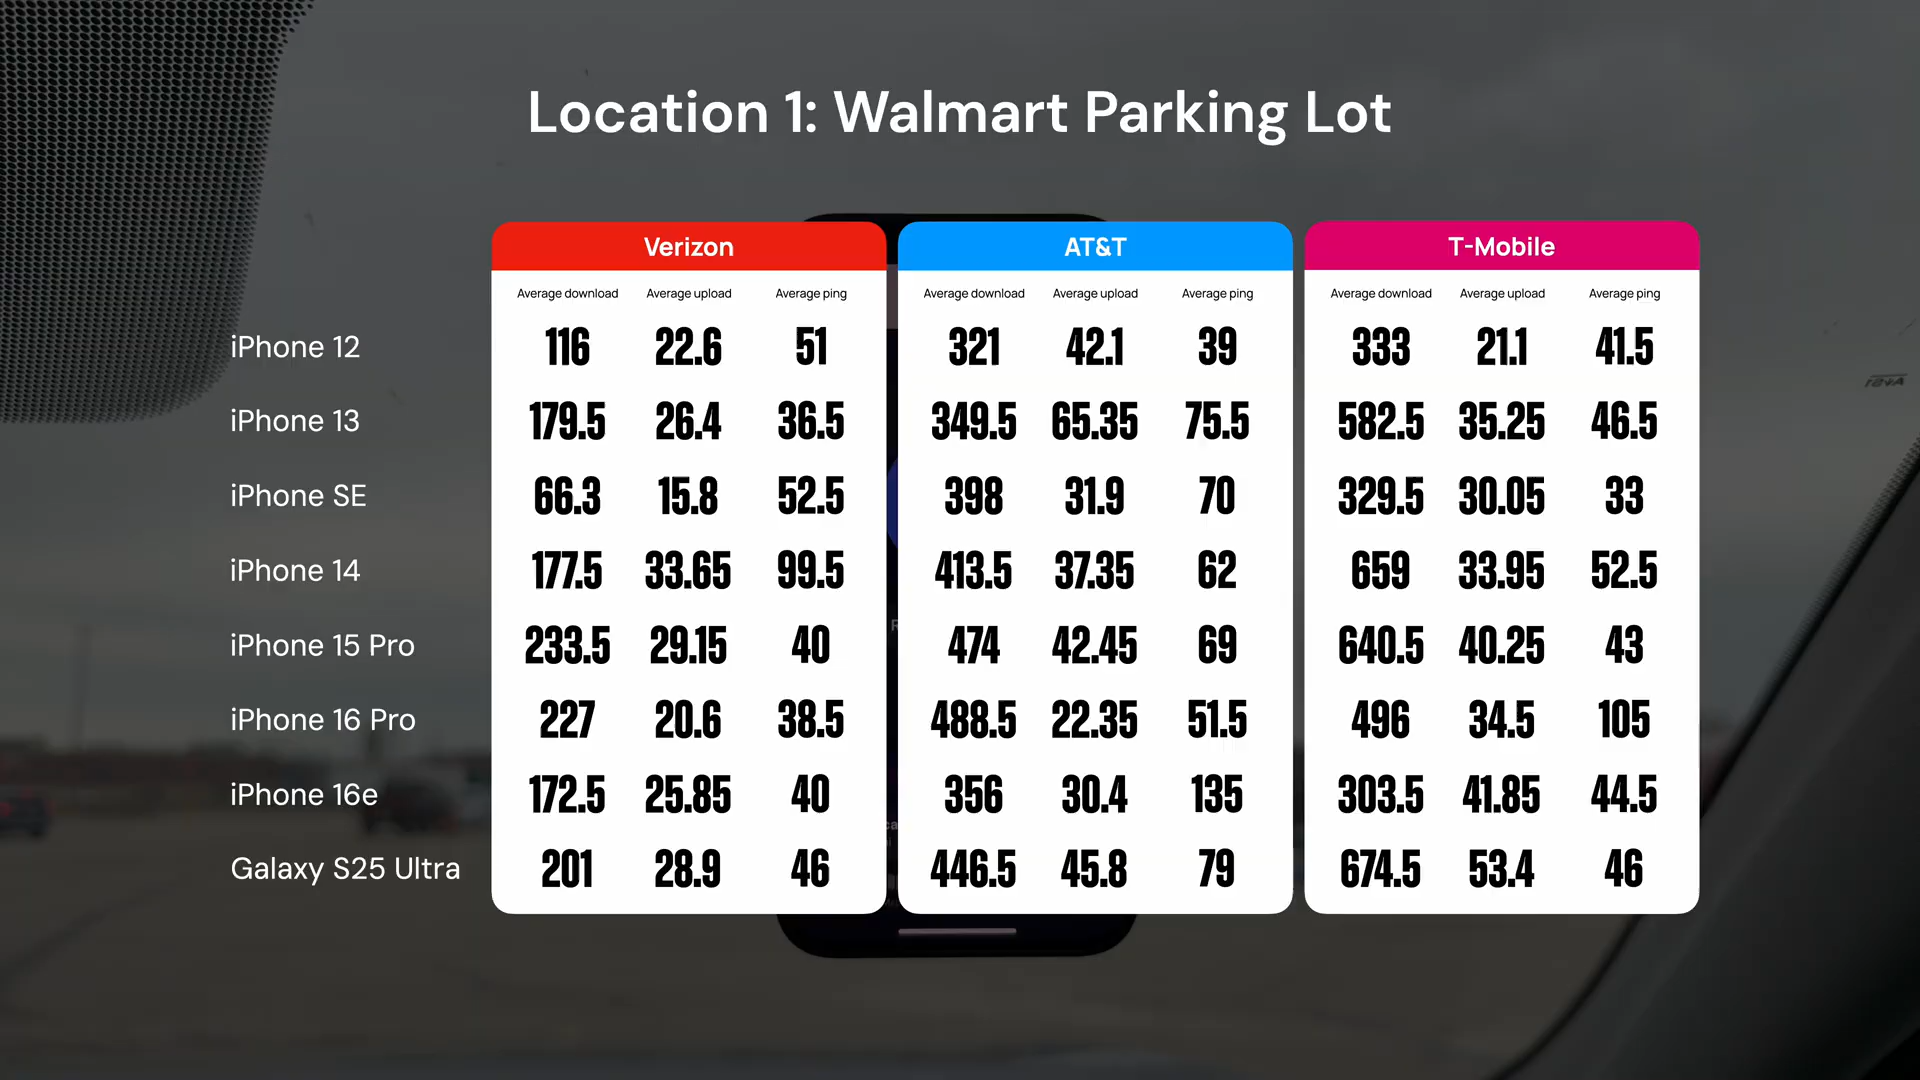 Location 1: Walmart Parking Lot
Verizon AT&T T-Mobile
Average download Average upload Average ping Average download Average upload Average ping Average download Average upload Average ping
iPhone 12 116 22.6 51 321 42.1 39 333 21.1 41.5
iPhone 13 179.5 26.4 36.5 349.5 65.35 75.5 582.5 35.25 46.5
iPhone SE 66.3 15.8 52.5 398 31.9 70 329.5 30.05 33
iPhone 14 177.5 33.65 99.5 413.5 37.35 62 659 33.95 52.5
iPhone 15 Pro 233.5 29.15 40 474 42.45 69 640.5 40.25 43
iPhone 16 Pro 227 20.6 38.5 488.5 22.35 51.5 496 34.5 105
iPhone 16e 172.5 25.85 40 356 30.4 135 303.5 41.85 44.5
Galaxy S25 Ultra 201 28.9 46 446.5 45.8 79 674.5 53.4 46